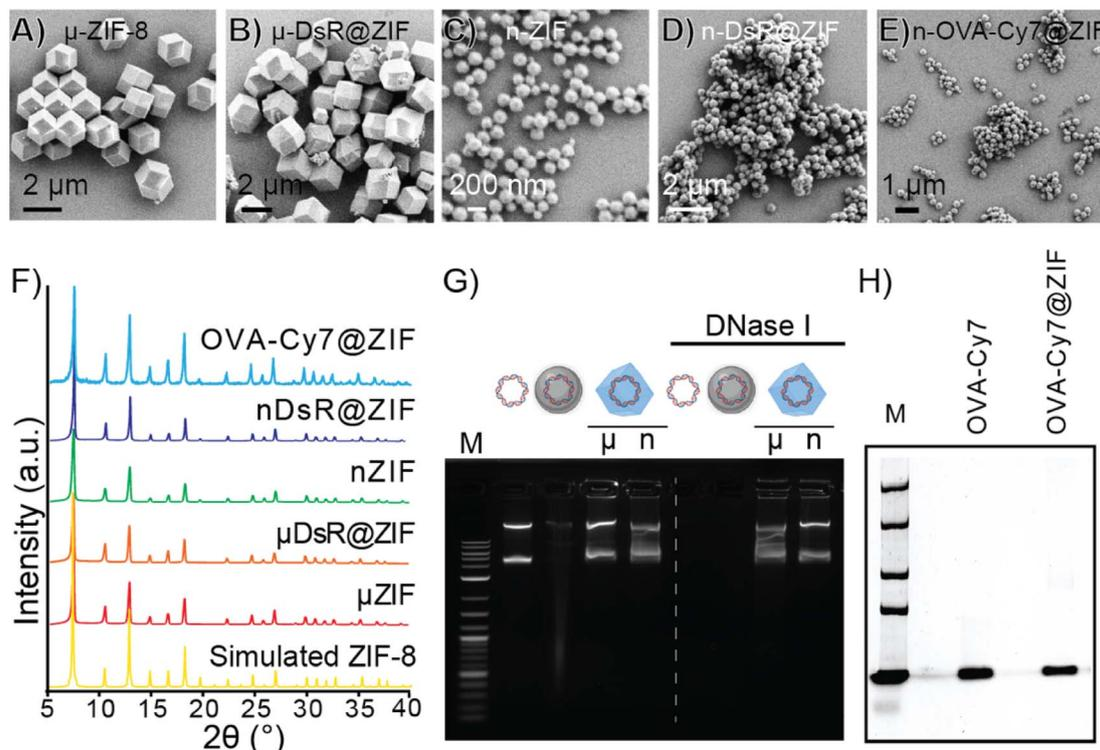 A) μ-ZIF-8
2 μm
B) μ-DsR@ZIF
2 μm
C) n-ZIF
200 nm
D) n-DsR@ZIF
2 μm
E) n-OVA-Cy7@ZIF
1 μm
F)
OVA-Cy7@ZIF
nDsR@ZIF
nZIF
μDsR@ZIF
μZIF
Simulated ZIF-8
Intensity (a.u.)
5 10 15 20 25 30 35 40
2θ (°)
G)
DNase I
M μ n μ n
H)
M OVA-Cy7 OVA-Cy7@ZIF